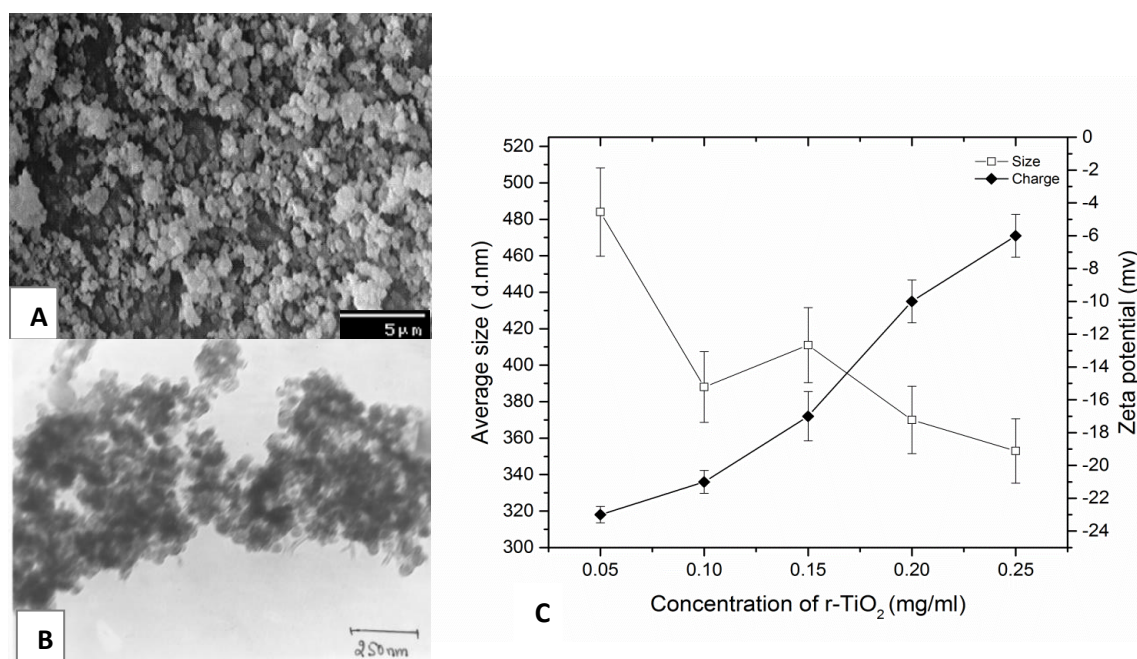 A
5µm
B
250nm
520
500
480
460
440
420
400
380
360
340
320
300
Average size ( d.nm)
Size
Charge
0
-2
-4
-6
-8
-10
-12
-14
-16
-18
-20
-22
-24
Zeta potential (mv)
0.05 0.10 0.15 0.20 0.25
Concentration of r-TiO₂ (mg/ml)
C